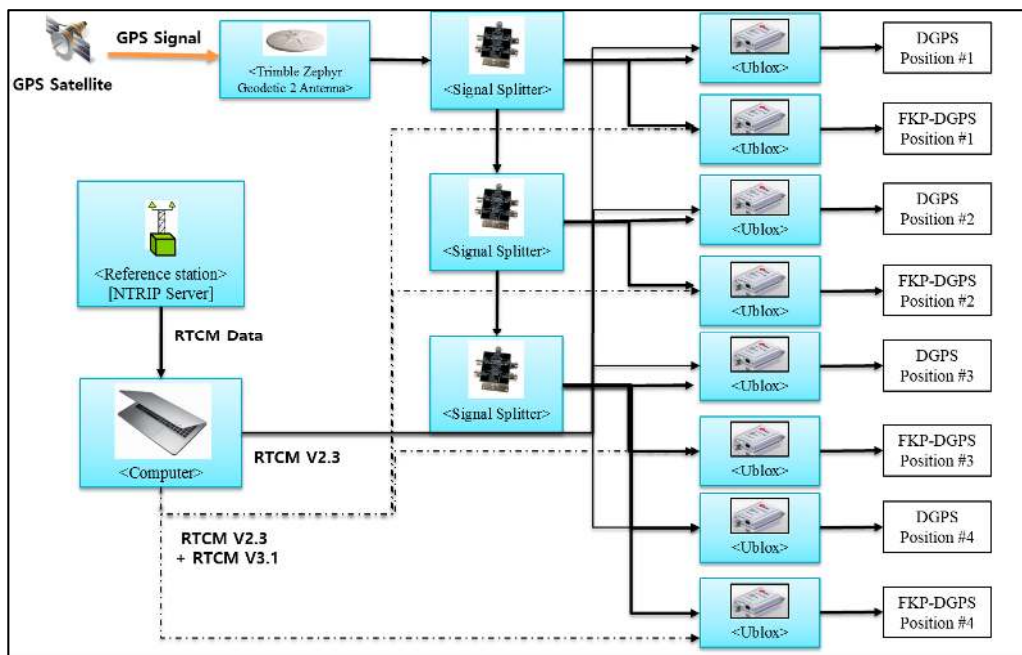 GPS Signal
GPS Satellite
<Trimble Zephyr
Geodetic 2 Antenna>
<Signal Splitter>
<Ublox>
DGPS
Position #1
<Ublox>
FKP-DGPS
Position #1
<Signal Splitter>
<Ublox>
DGPS
Position #2
<Reference station>
[NTRIP Server]
<Ublox>
FKP-DGPS
Position #2
RTCM Data
<Signal Splitter>
<Ublox>
DGPS
Position #3
<Computer>
RTCM V2.3
<Ublox>
FKP-DGPS
Position #3
RTCM V2.3
+ RTCM V3.1
<Ublox>
DGPS
Position #4
<Ublox>
FKP-DGPS
Position #4